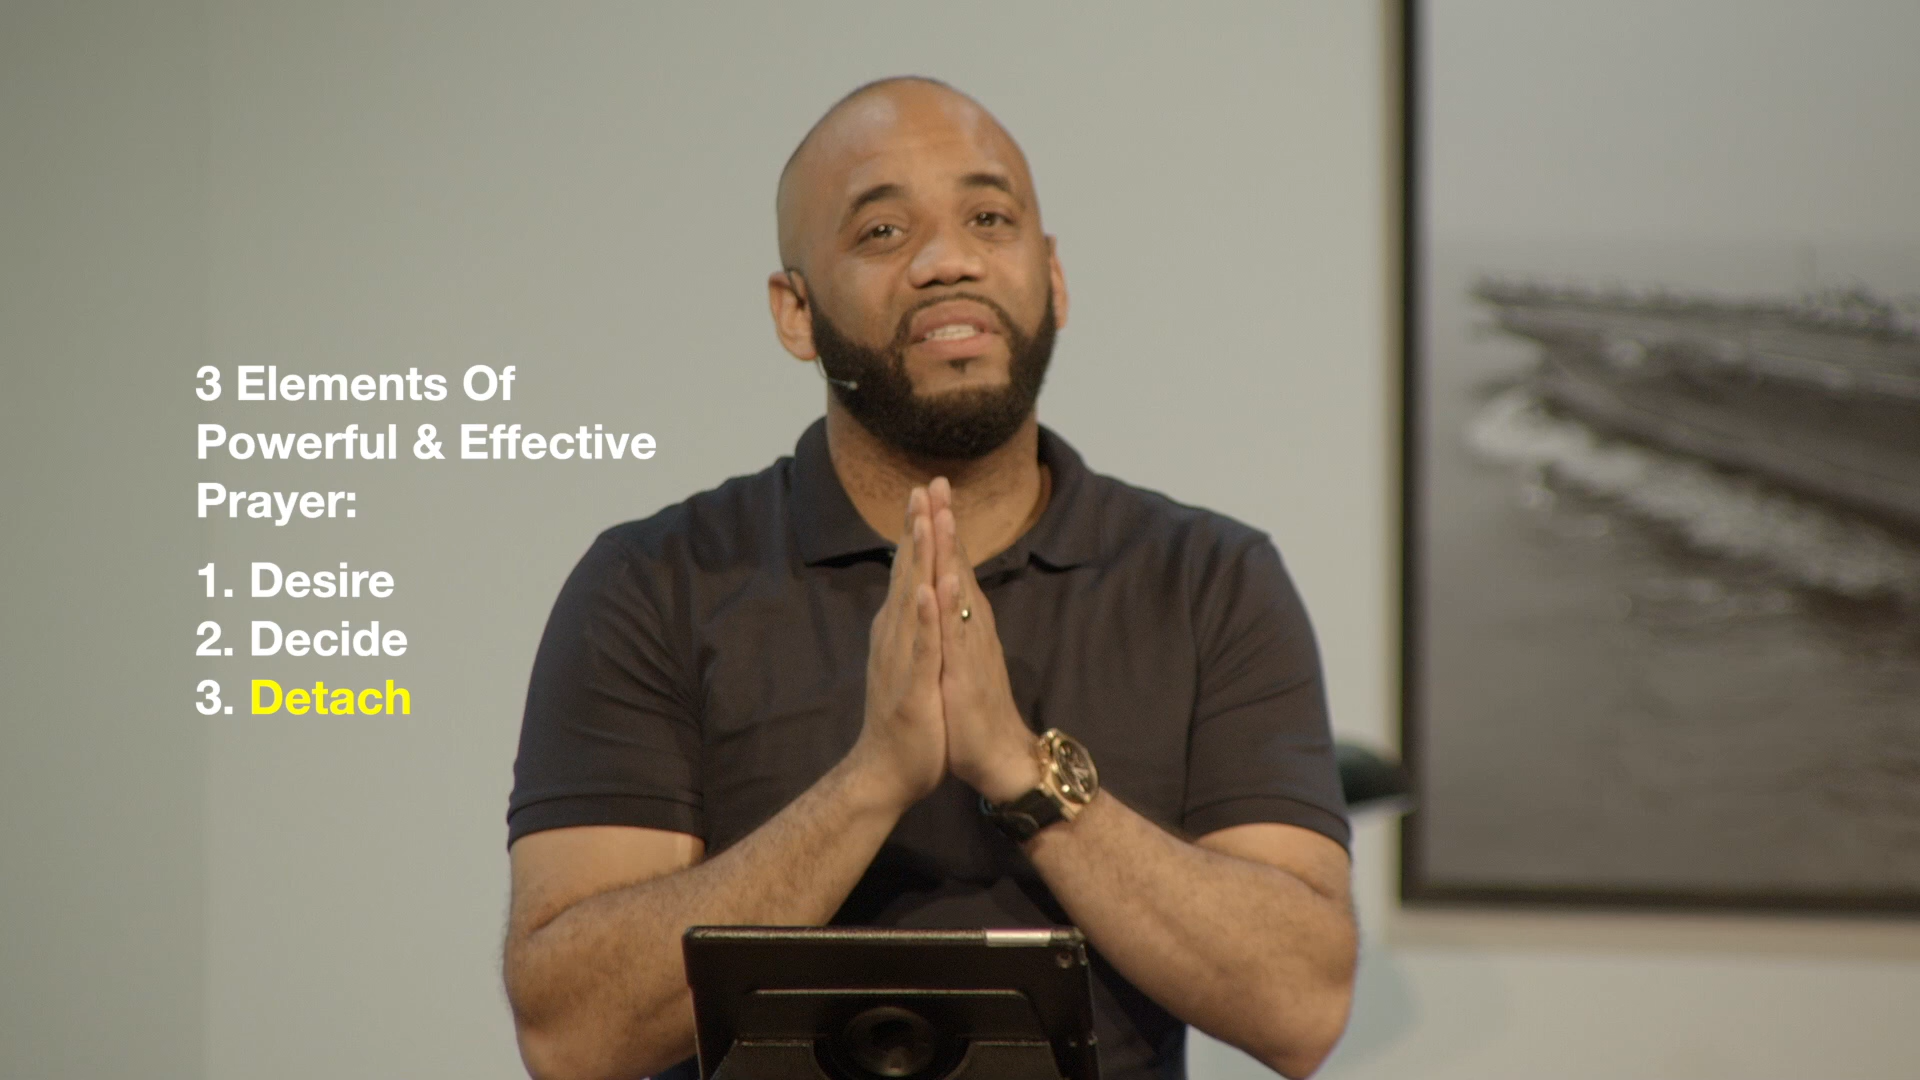 3 Elements Of
Powerful & Effective
Prayer:
1. Desire
2. Decide
3. Detach